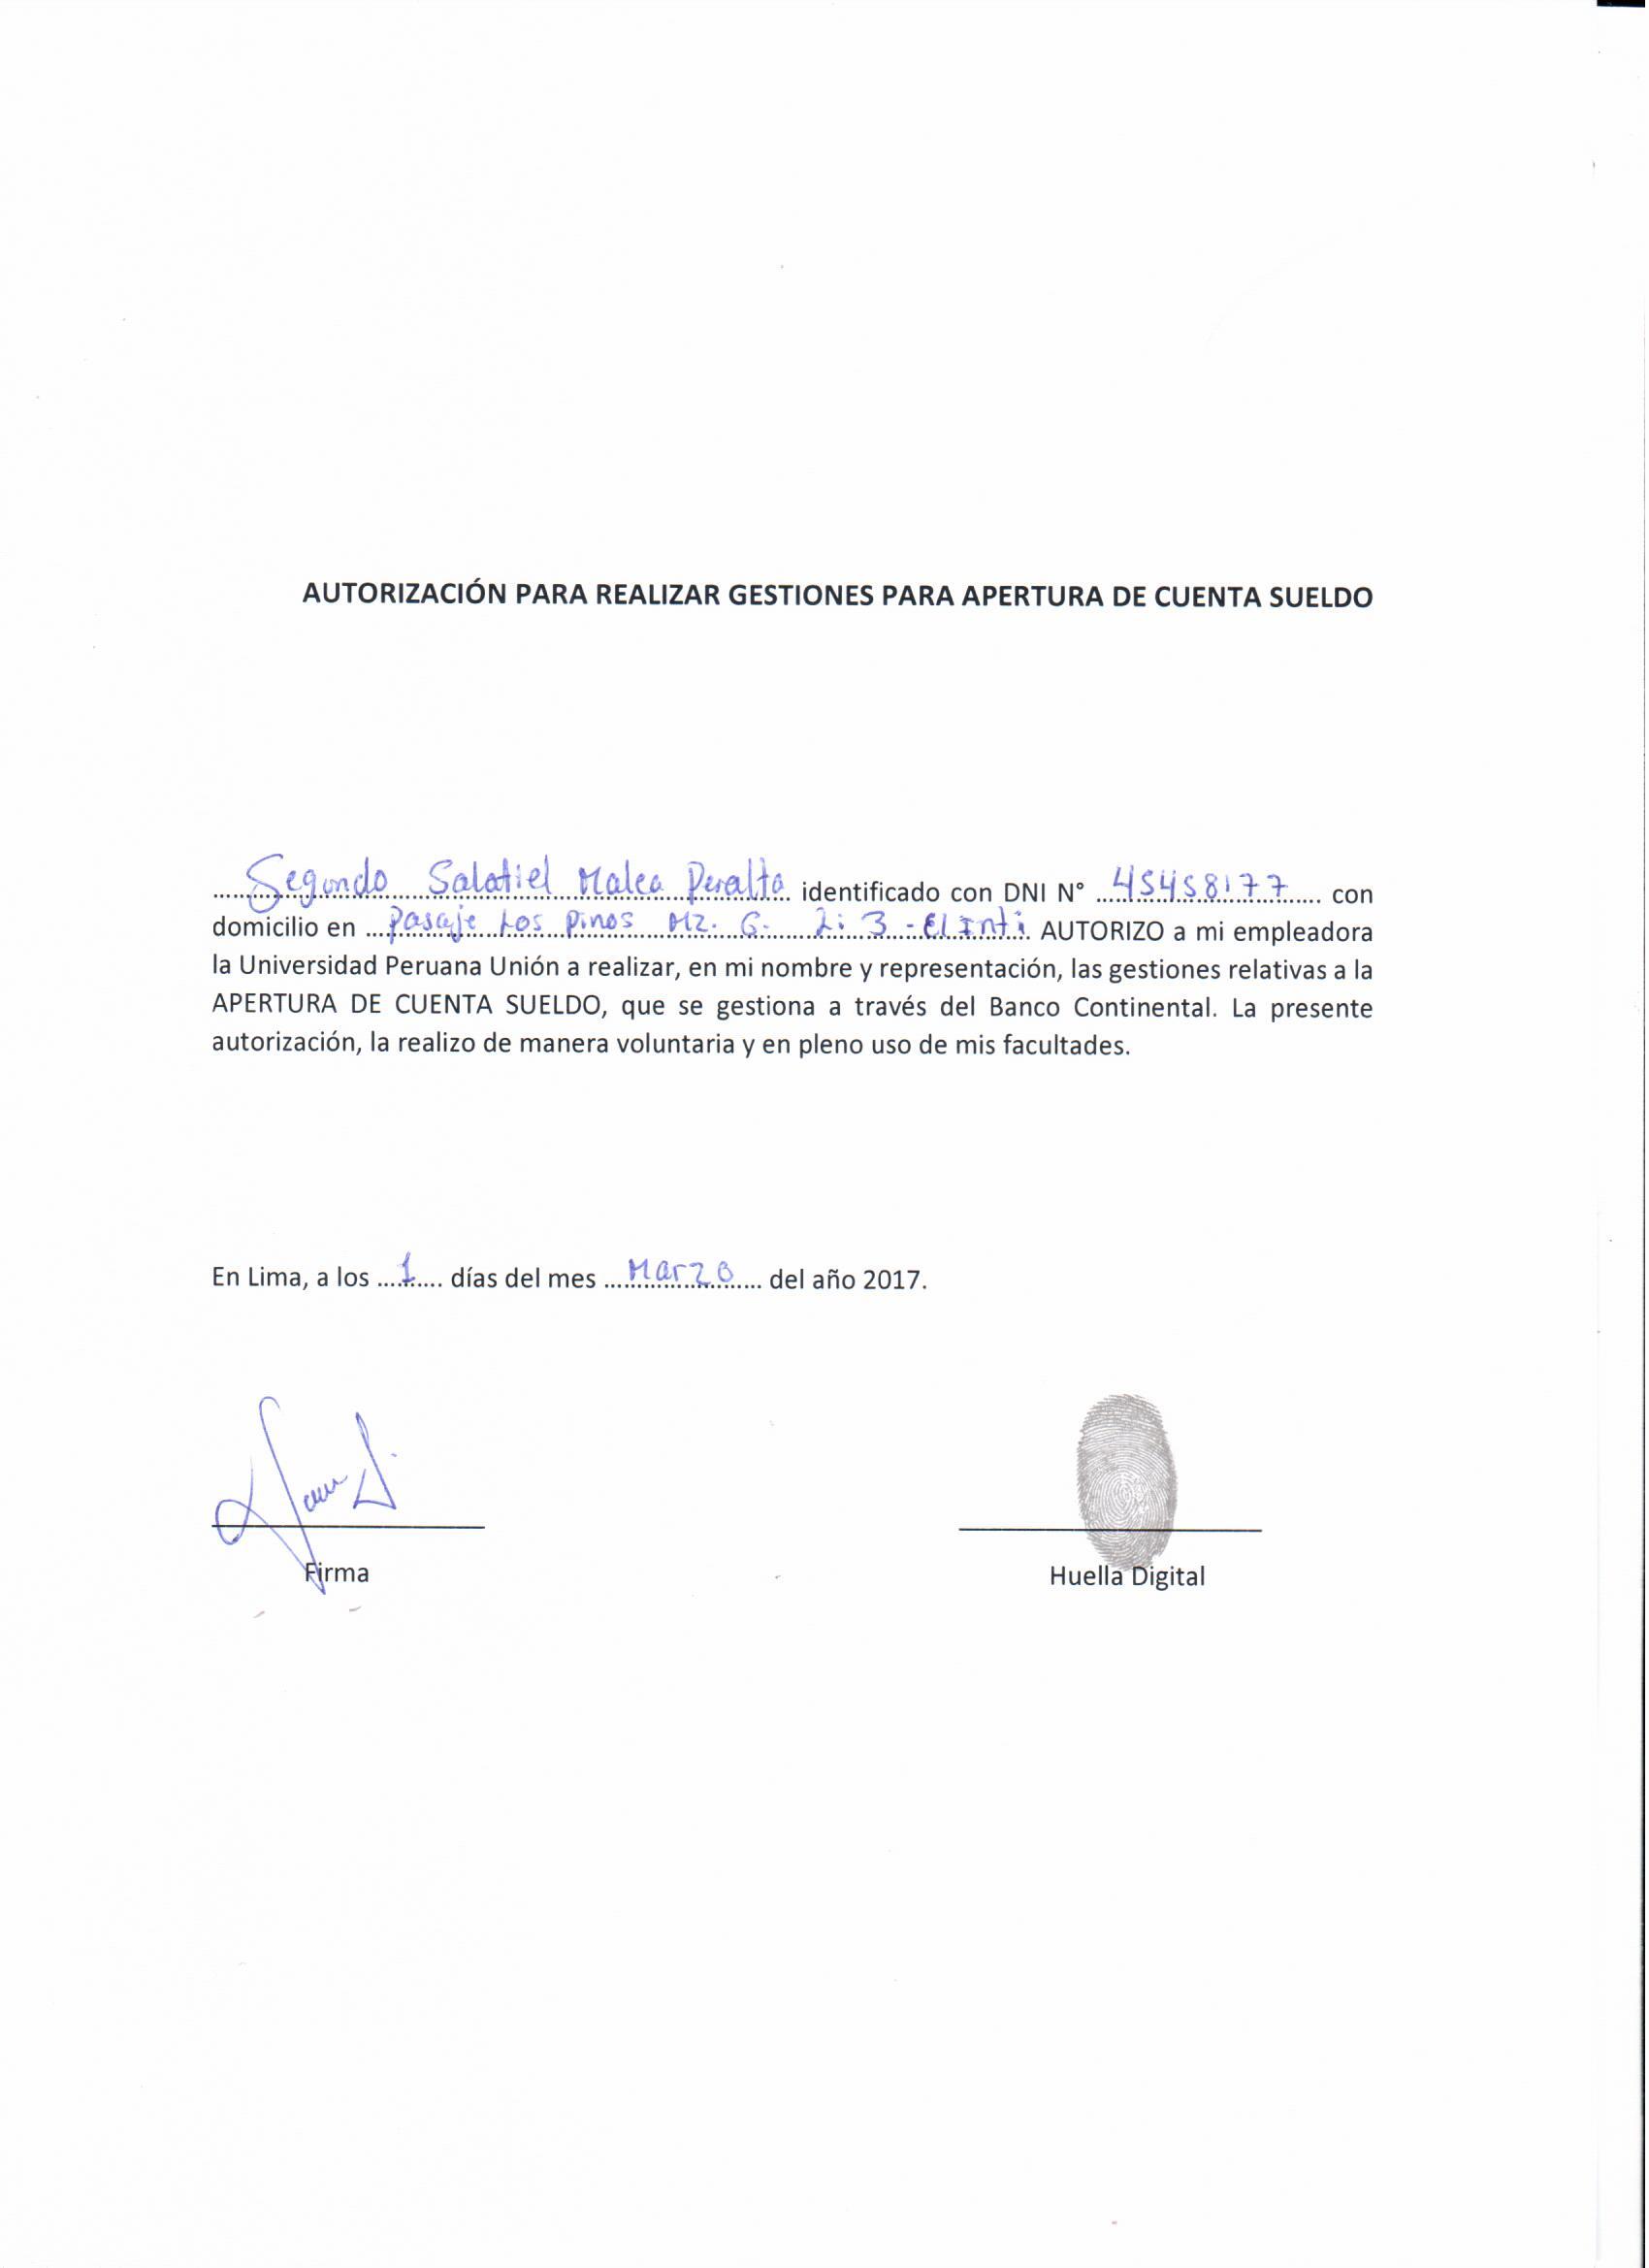 AUTORIZACIÓN PARA REALIZAR GESTIONES PARA APERTURA DE CUENTA SUELDO
Segundo Salatiel Malca Peralta identificado con DNI N° 45458177 con
domicilio en Pasaje Los Pinos Mz. G. L: 3 - El Inti AUTORIZO a mi empleadora
la Universidad Peruana Unión a realizar, en mi nombre y representación, las gestiones relativas a la
APERTURA DE CUENTA SUELDO, que se gestiona a través del Banco Continental. La presente
autorización, la realizo de manera voluntaria y en pleno uso de mis facultades.
En Lima, a los 1 días del mes Marzo del año 2017.
Firma
Huella Digital